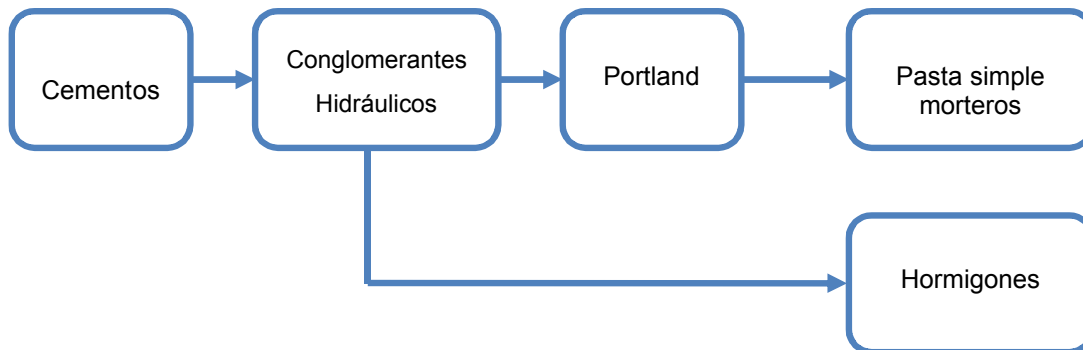 Cementos
Conglomerantes
Hidráulicos
Portland
Pasta simple
morteros
Hormigones